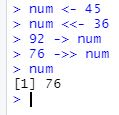 > num <- 45
> num <<- 36
> 92 -> num
> 76 ->> num
> num
[1] 76
>